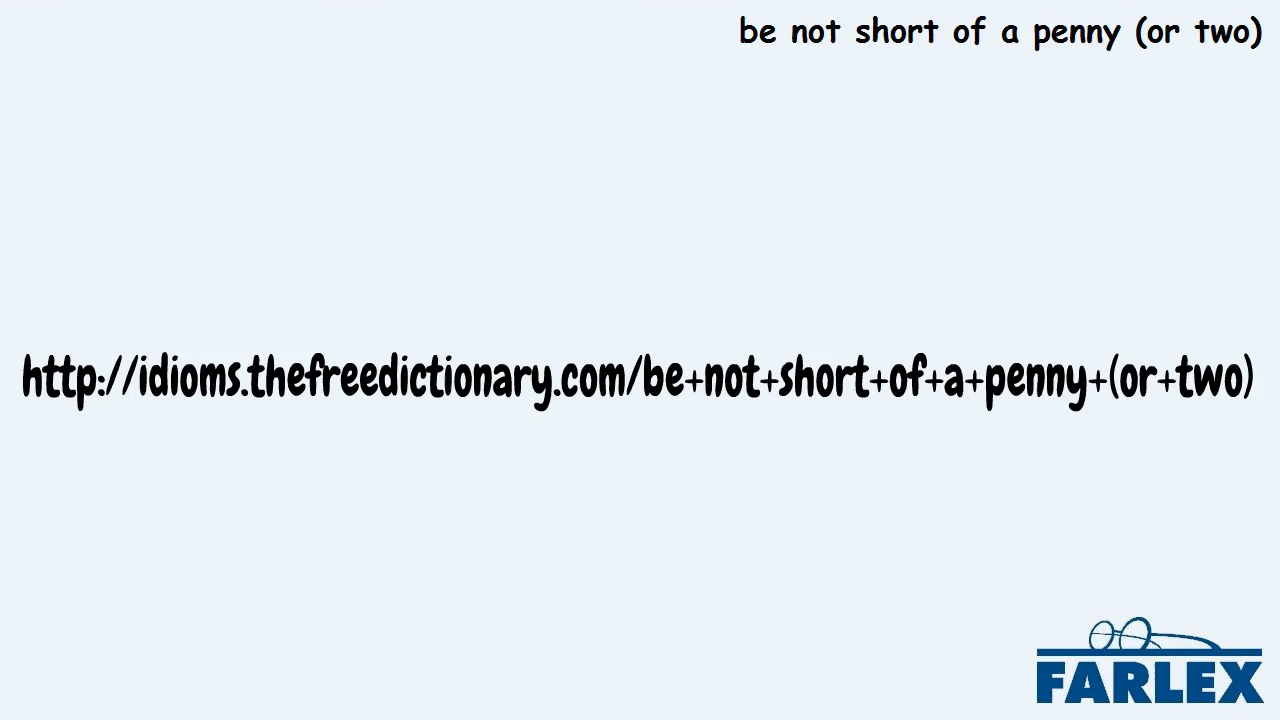 be not short of a penny (or two)
http://idioms.thefreedictionary.com/be+not+short+of+a+penny+(or+two)
FARLEX